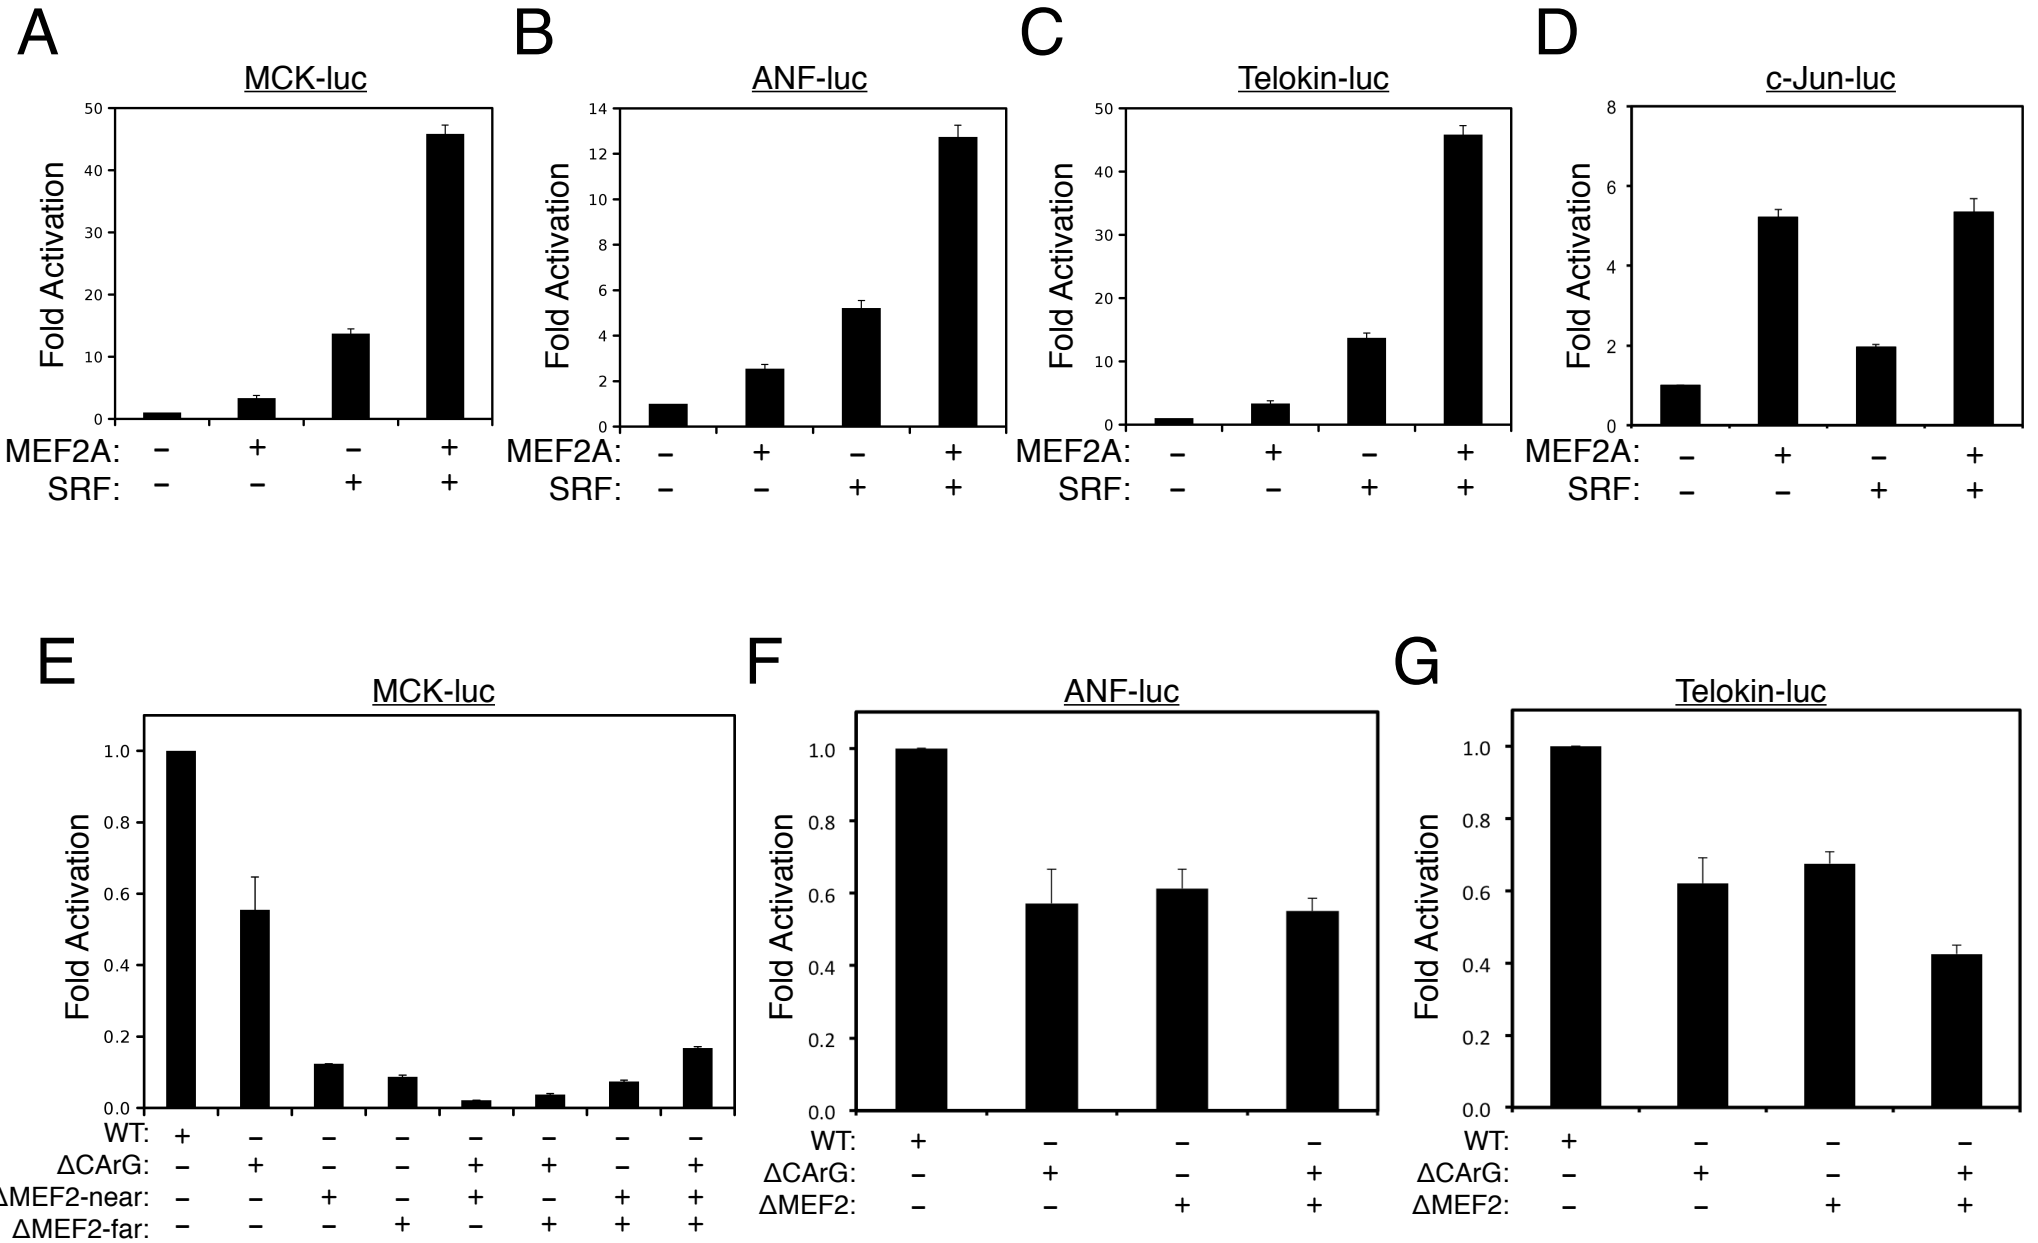 A
MCK-luc
Fold Activation
50
40
30
20
10
0
MEF2A: – + – +
SRF: – – + +
B
ANF-luc
Fold Activation
14
12
10
8
6
4
2
0
MEF2A: – + – +
SRF: – – + +
C
Telokin-luc
Fold Activation
50
40
30
20
10
0
MEF2A: – + – +
SRF: – – + +
D
c-Jun-luc
Fold Activation
8
6
4
2
0
MEF2A: – + – +
SRF: – – + +
E
MCK-luc
Fold Activation
1.0
0.8
0.6
0.4
0.2
0.0
WT: + – – – – – – –
ΔCArG: – + – – + + – +
ΔMEF2-near: – – + – + – + +
ΔMEF2-far: – – – + – + + +
F
ANF-luc
Fold Activation
1.0
0.8
0.6
0.4
0.2
0.0
WT: + – – –
ΔCArG: – + – +
ΔMEF2: – – + +
G
Telokin-luc
Fold Activation
1.0
0.8
0.6
0.4
0.2
0.0
WT: + – – –
ΔCArG: – + – +
ΔMEF2: – – + +